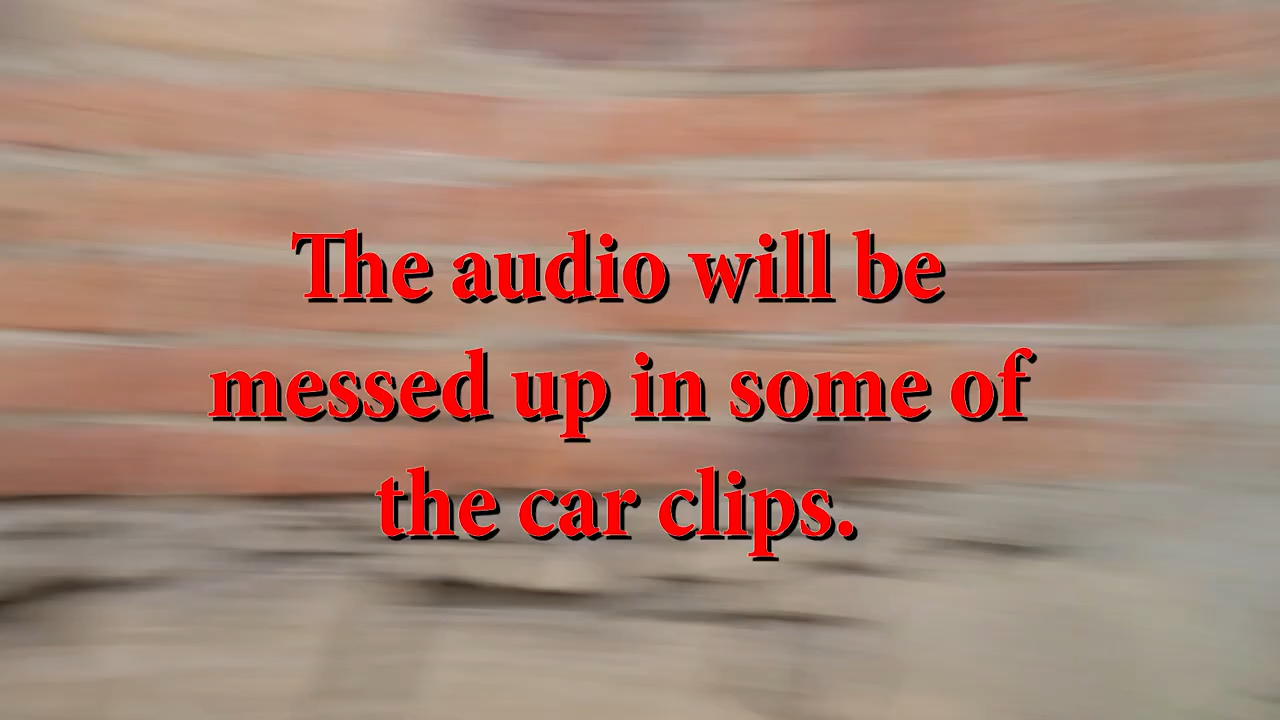 The audio will be
messed up in some of
the car clips.